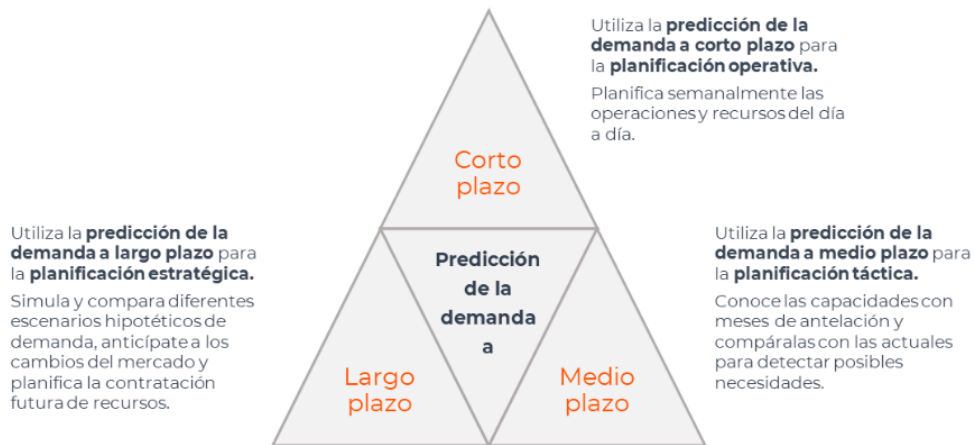 Utiliza la predicción de la
demanda a corto plazo para
la planificación operativa.
Planifica semanalmente las
operaciones y recursos del día
a día.
Corto
plazo
Utiliza la predicción de la
demanda a largo plazo para
la planificación estratégica.
Simula y compara diferentes
escenarios hipotéticos de
demanda, anticípate a los
cambios del mercado y
planifica la contratación
futura de recursos.
Predicción
de la
demand
a
Largo
plazo
Medio
plazo
Utiliza la predicción de la
demanda a medio plazo para
la planificación táctica.
Conoce las capacidades con
meses de antelación y
compáralas con las actuales
para detectar posibles
necesidades.